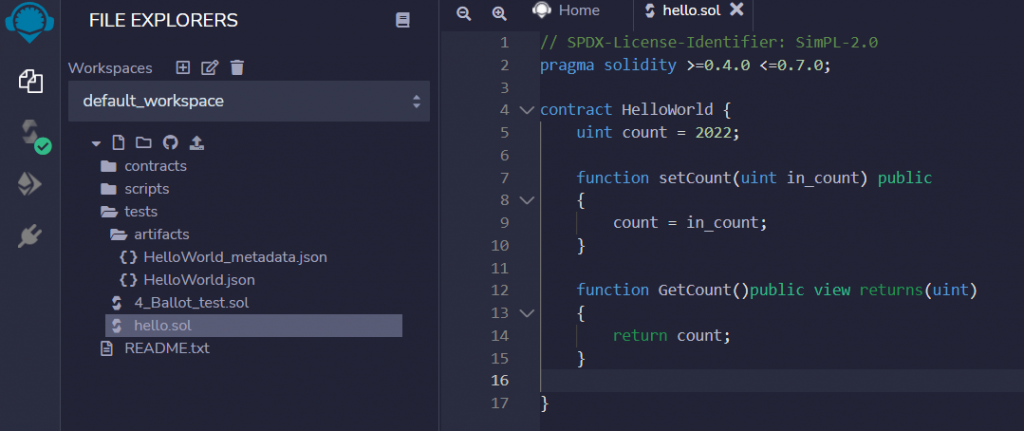 FILE EXPLORERS
Workspaces
default_workspace
contracts
scripts
tests
artifacts
{} HelloWorld_metadata.json
{} HelloWorld.json
4_Ballot_test.sol
hello.sol
README.txt
Home
hello.sol
1 // SPDX-License-Identifier: SimPL-2.0
2 pragma solidity >=0.4.0 <=0.7.0;
3
4 contract HelloWorld {
5 uint count = 2022;
6
7 function setCount(uint in_count) public
8 {
9 count = in_count;
10 }
11
12 function GetCount()public view returns(uint)
13 {
14 return count;
15 }
16
17 }